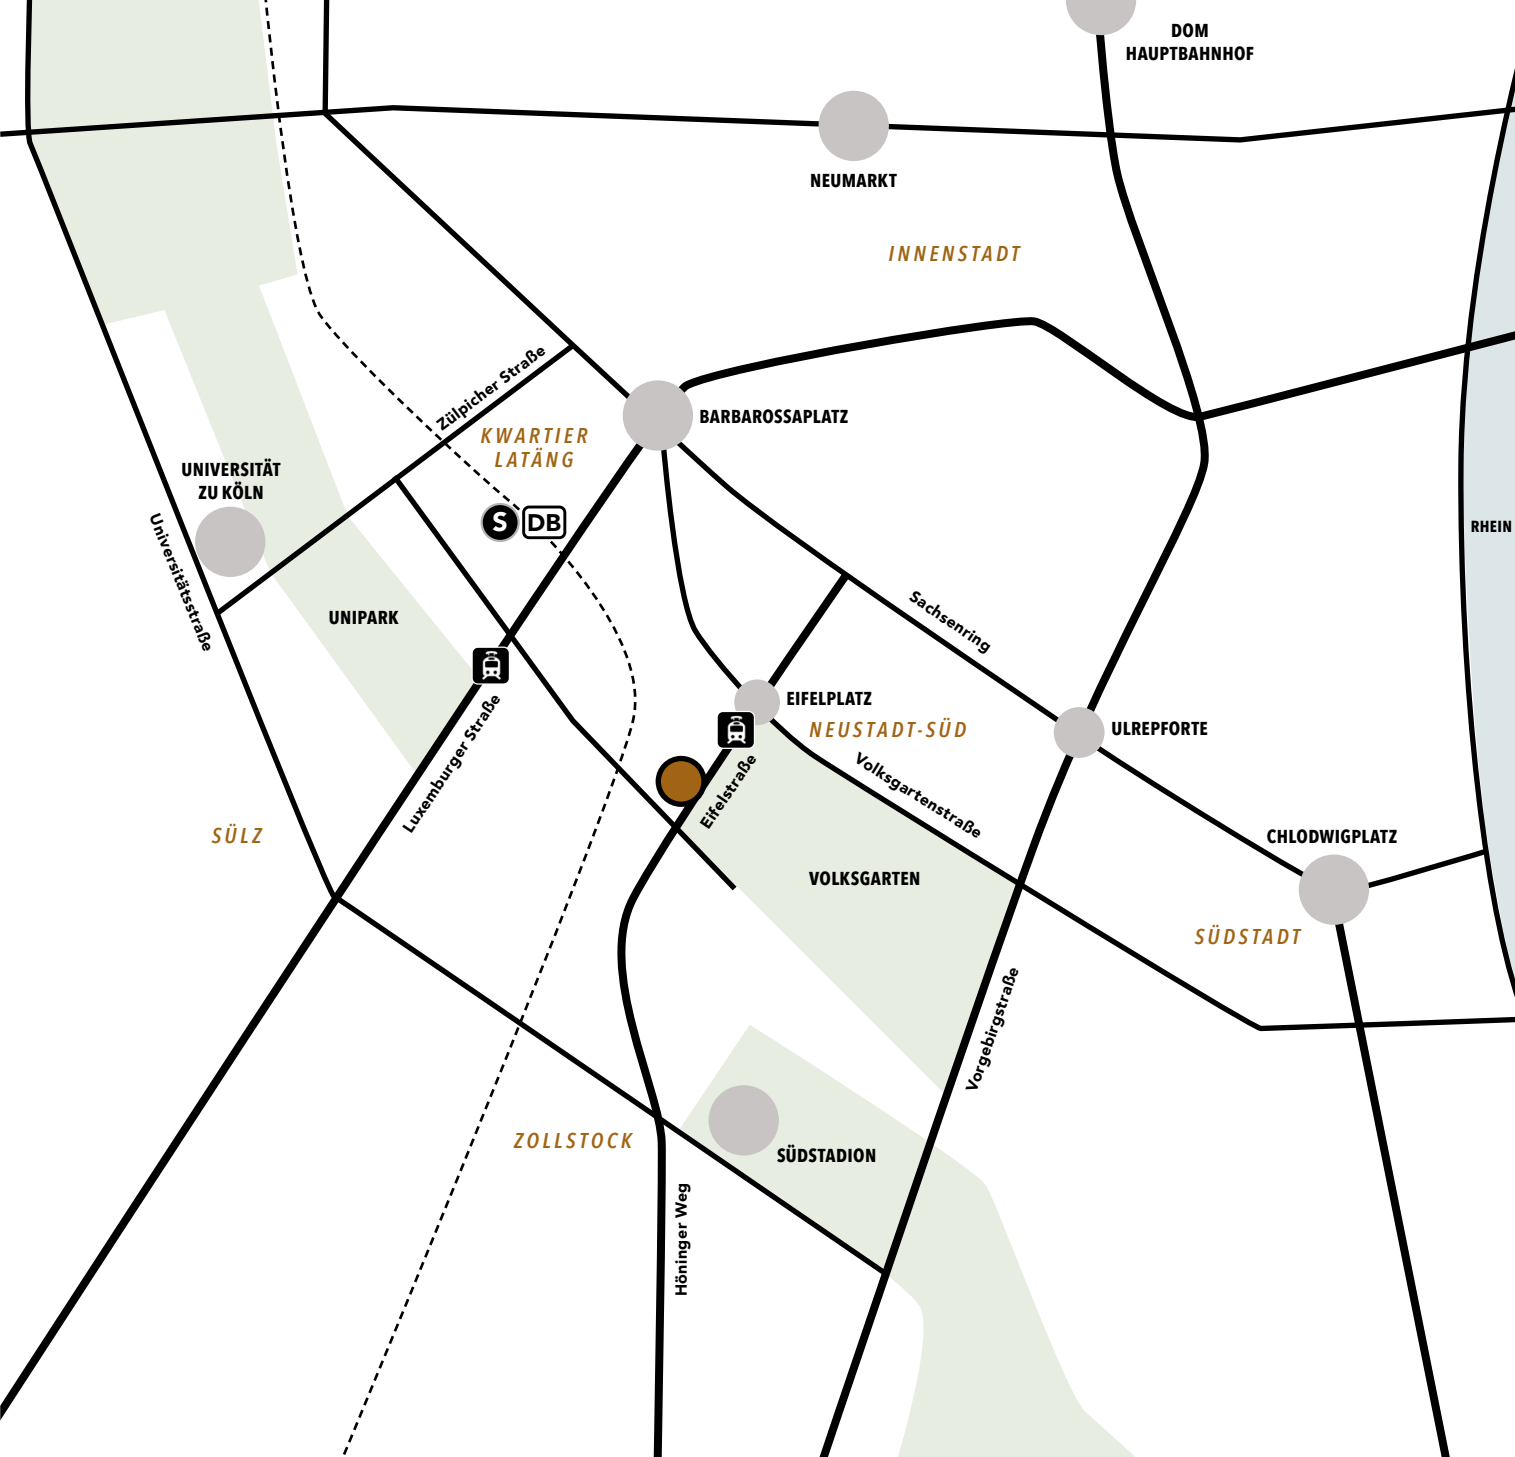 DOM
HAUPTBAHNHOF
NEUMARKT
INNENSTADT
Zülpicher Straße
KWARTIER
LATÄNG
BARBAROSSAPLATZ
UNIVERSITÄT
ZU KÖLN
Universitätsstraße
S
DB
RHEIN
UNIPARK
Sachsenring
Luxemburger Straße
EIFELPLATZ
NEUSTADT-SÜD
ULREPFORTE
Volksgartenstraße
Eifelstraße
SÜLZ
CHLODWIGPLATZ
VOLKSGARTEN
SÜDSTADT
Vorgebirgstraße
ZOLLSTOCK
SÜDSTADION
Höninger Weg